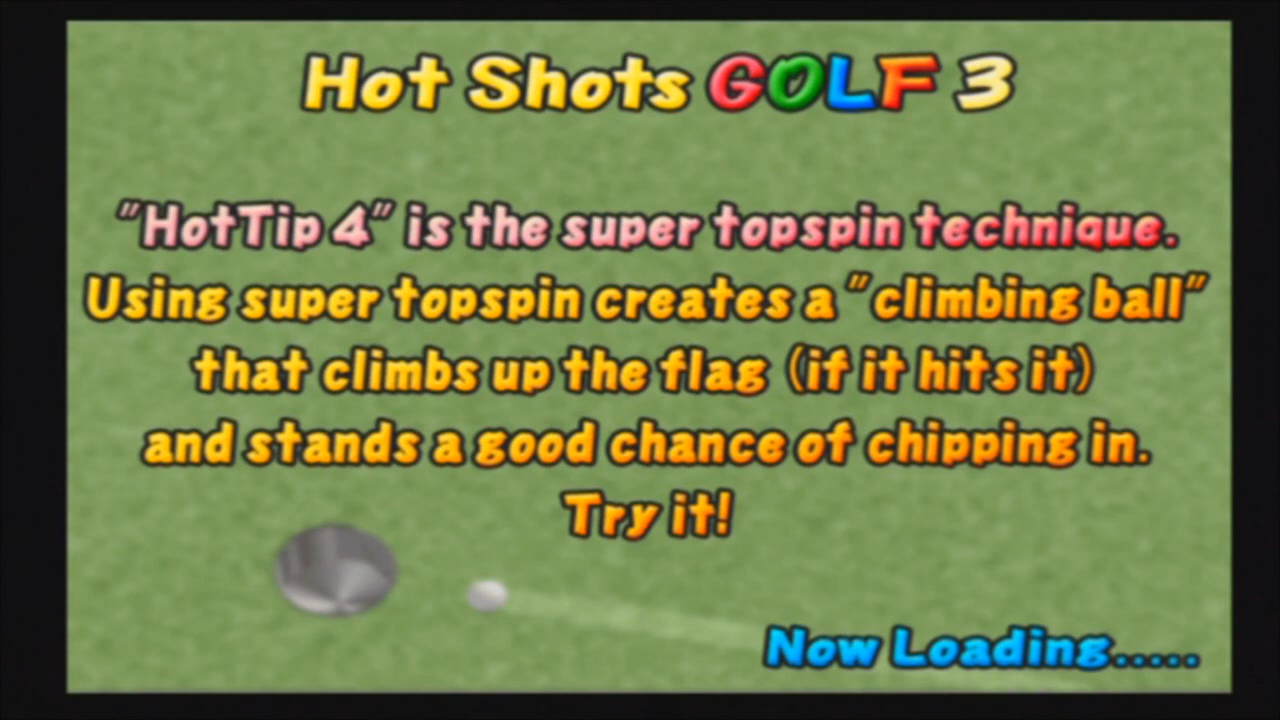 Hot Shots GOLF 3
"HotTip 4" is the super topspin technique.
Using super topspin creates a "climbing ball"
that climbs up the flag (if it hits it)
and stands a good chance of chipping in.
Try it!
Now Loading.....